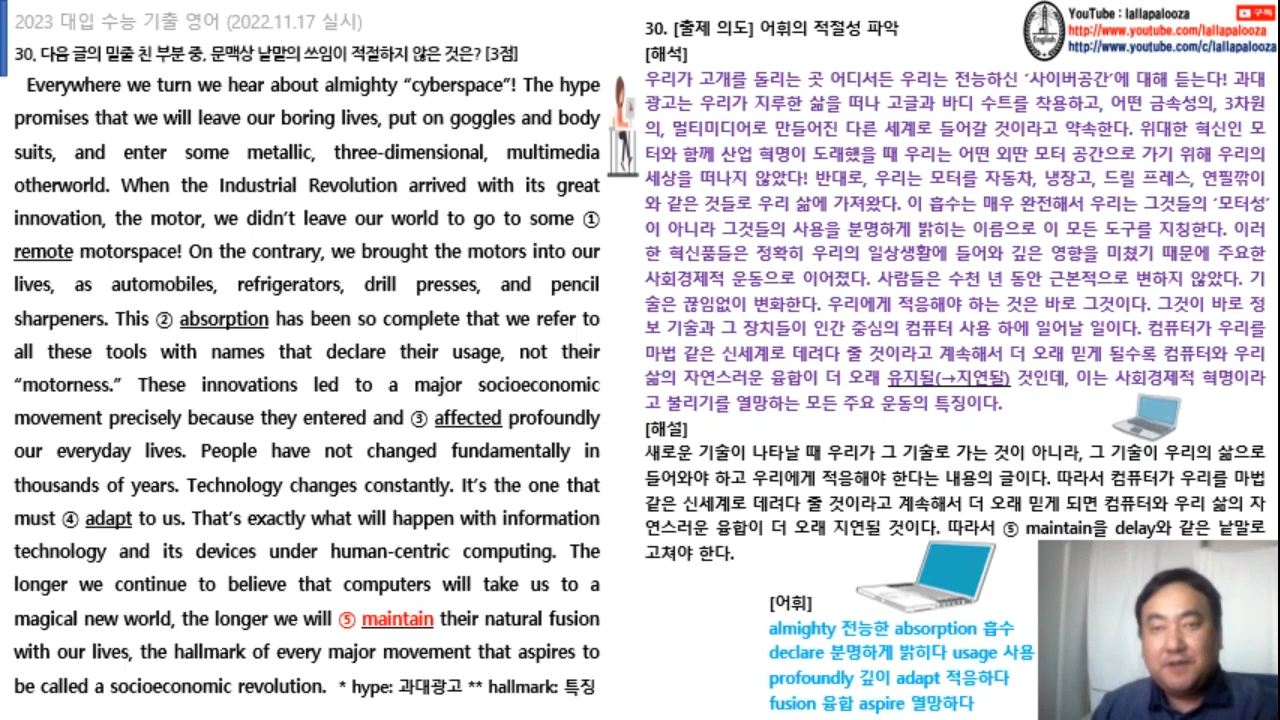 2023 대입 수능 기출 영어 (2022.11.17 실시)
30. 다음 글의 밑줄 친 부분 중, 문맥상 낱말의 쓰임이 적절하지 않은 것은? [3점]
Everywhere we turn we hear about almighty “cyberspace”! The hype
promises that we will leave our boring lives, put on goggles and body
suits, and enter some metallic, three-dimensional, multimedia
otherworld. When the Industrial Revolution arrived with its great
innovation, the motor, we didn’t leave our world to go to some ①
remote motorspace! On the contrary, we brought the motors into our
lives, as automobiles, refrigerators, drill presses, and pencil
sharpeners. This ② absorption has been so complete that we refer to
all these tools with names that declare their usage, not their
“motorness.” These innovations led to a major socioeconomic
movement precisely because they entered and ③ affected profoundly
our everyday lives. People have not changed fundamentally in
thousands of years. Technology changes constantly. It’s the one that
must ④ adapt to us. That’s exactly what will happen with information
technology and its devices under human-centric computing. The
longer we continue to believe that computers will take us to a
magical new world, the longer we will ⑤ maintain their natural fusion
with our lives, the hallmark of every major movement that aspires to
be called a socioeconomic revolution. * hype: 과대광고 ** hallmark: 특징
30. [출제 의도] 어휘의 적절성 파악
[해석]
우리가 고개를 돌리는 곳 어디서든 우리는 전능하신 ‘사이버공간’에 대해 듣는다! 과대
광고는 우리가 지루한 삶을 떠나 고글과 바디 수트를 착용하고, 어떤 금속성의, 3차원
의, 멀티미디어로 만들어진 다른 세계로 들어갈 것이라고 약속한다. 위대한 혁신인 모
터와 함께 산업 혁명이 도래했을 때 우리는 어떤 외딴 모터 공간으로 가기 위해 우리의
세상을 떠나지 않았다! 반대로, 우리는 모터를 자동차, 냉장고, 드릴 프레스, 연필깎이
와 같은 것들로 우리 삶에 가져왔다. 이 흡수는 매우 완전해서 우리는 그것들의 ‘모터성’
이 아니라 그것들의 사용을 분명하게 밝히는 이름으로 이 모든 도구를 지칭한다. 이러
한 혁신품들은 정확히 우리의 일상생활에 들어와 깊은 영향을 미쳤기 때문에 주요한
사회경제적 운동으로 이어졌다. 사람들은 수천 년 동안 근본적으로 변하지 않았다. 기
술은 끊임없이 변화한다. 우리에게 적응해야 하는 것은 바로 그것이다. 그것이 바로 정
보 기술과 그 장치들이 인간 중심의 컴퓨터 사용 하에 일어날 일이다. 컴퓨터가 우리를
마법 같은 신세계로 데려다 줄 것이라고 계속해서 더 오래 믿게 될수록 컴퓨터와 우리
삶의 자연스러운 융합이 더 오래 유지될(→지연될) 것인데, 이는 사회경제적 혁명이라
고 불리기를 열망하는 모든 주요 운동의 특징이다.
[해설]
새로운 기술이 나타날 때 우리가 그 기술로 가는 것이 아니라, 그 기술이 우리의 삶으로
들어와야 하고 우리에게 적응해야 한다는 내용의 글이다. 따라서 컴퓨터가 우리를 마법
같은 신세계로 데려다 줄 것이라고 계속해서 더 오래 믿게 되면 컴퓨터와 우리 삶의 자
연스러운 융합이 더 오래 지연될 것이다. 따라서 ⑤ maintain을 delay와 같은 낱말로
고쳐야 한다.
[어휘]
almighty 전능한 absorption 흡수
declare 분명하게 밝히다 usage 사용
profoundly 깊이 adapt 적응하다
fusion 융합 aspire 열망하다
English
YouTube : lallapalooza
구독
http://www.youtube.com/lallapalooza
http://www.youtube.com/c/lallapalooza